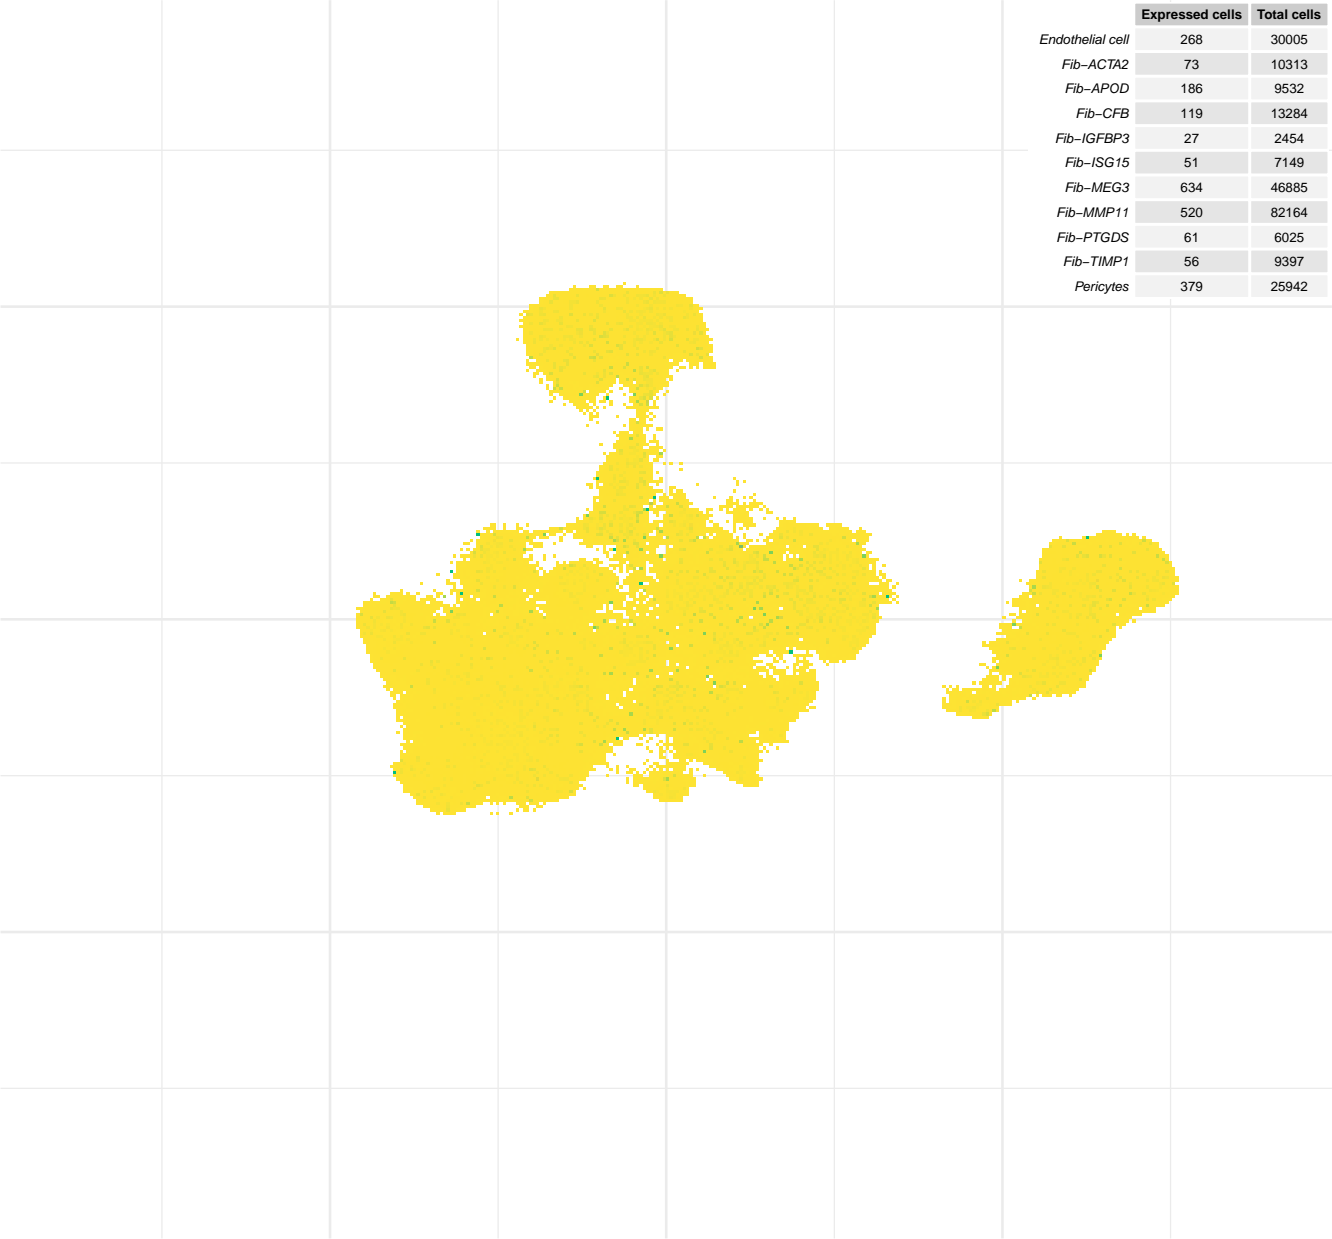 Expressed cells Total cells
Endothelial cell 268 30005
Fib−ACTA2 73 10313
Fib−APOD 186 9532
Fib−CFB 119 13284
Fib−IGFBP3 27 2454
Fib−ISG15 51 7149
Fib−MEG3 634 46885
Fib−MMP11 520 82164
Fib−PTGDS 61 6025
Fib−TIMP1 56 9397
Pericytes 379 25942